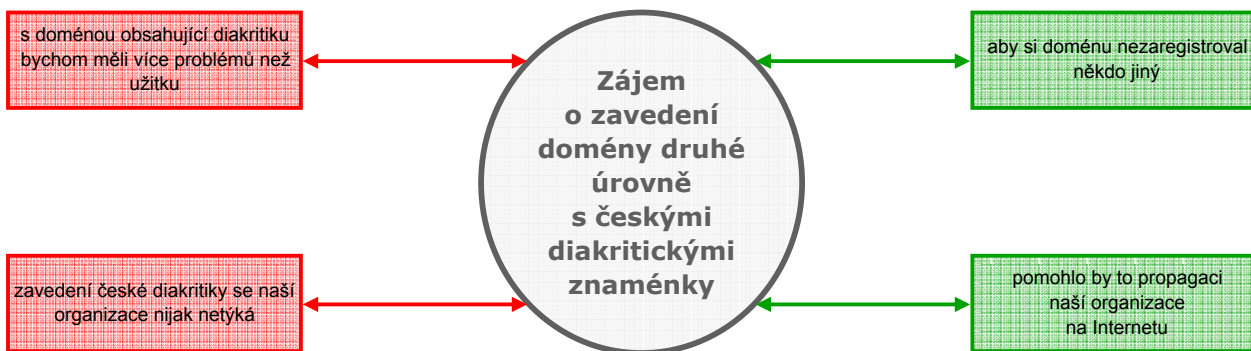 s doménou obsahující diakritiku
bychom měli více problémů než
užitku
aby si doménu nezaregistroval
někdo jiný
Zájem
o zavedení
domény druhé
úrovně
s českými
diakritickými
znaménky
zavedení české diakritiky se naší
organizace nijak netýká
pomohlo by to propagaci
naší organizace
na Internetu